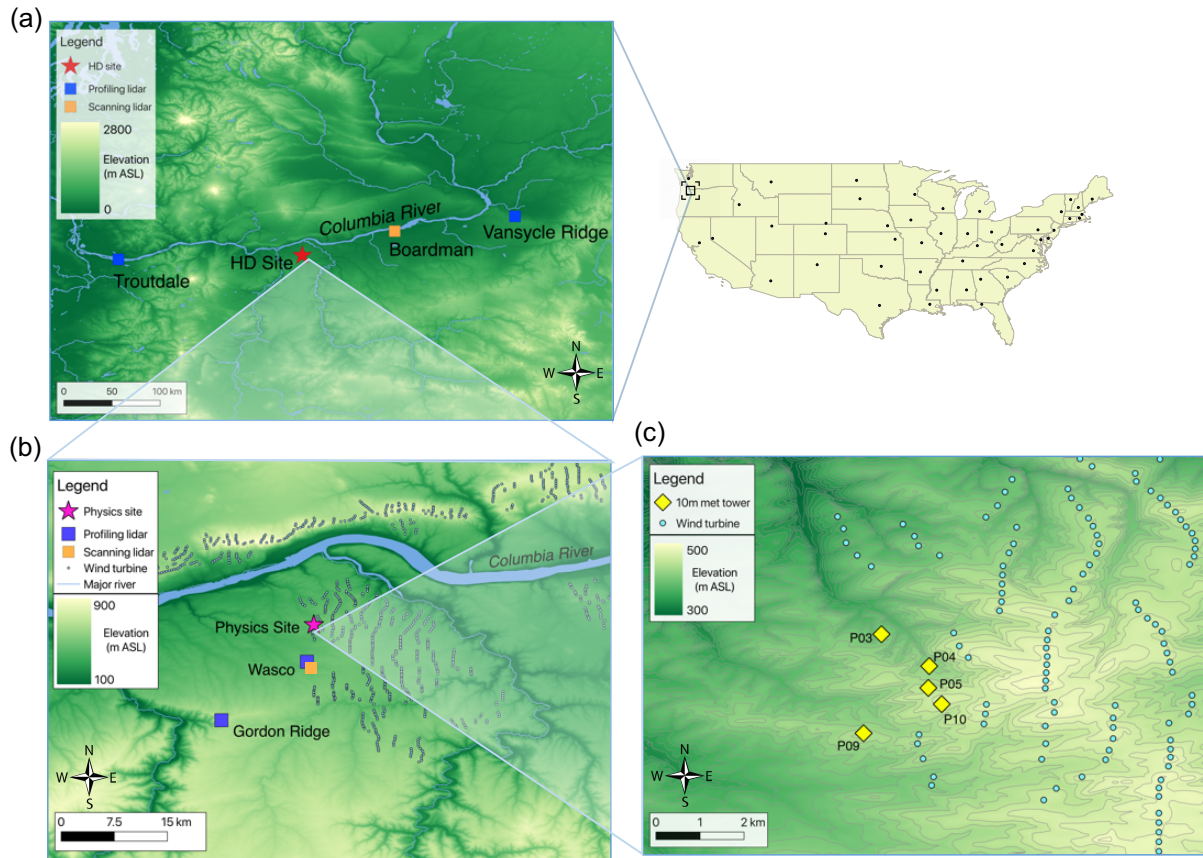 (a)
Legend
HD site
Profiling lidar
Scanning lidar
2800
Elevation
(m ASL)
0
Columbia River
Vansycle Ridge
Boardman
HD Site
Troutdale
N
W E
S
0 50 100 km
(b)
Legend
Physics site
Profiling lidar
Scanning lidar
Wind turbine
Major river
900
Elevation
(m ASL)
100
Columbia River
Physics Site
Wasco
Gordon Ridge
N
W E
S
0 7.5 15 km
(c)
Legend
10m met tower
Wind turbine
500
Elevation
(m ASL)
300
P03
P04
P05
P10
P09
N
W E
S
0 1 2 km